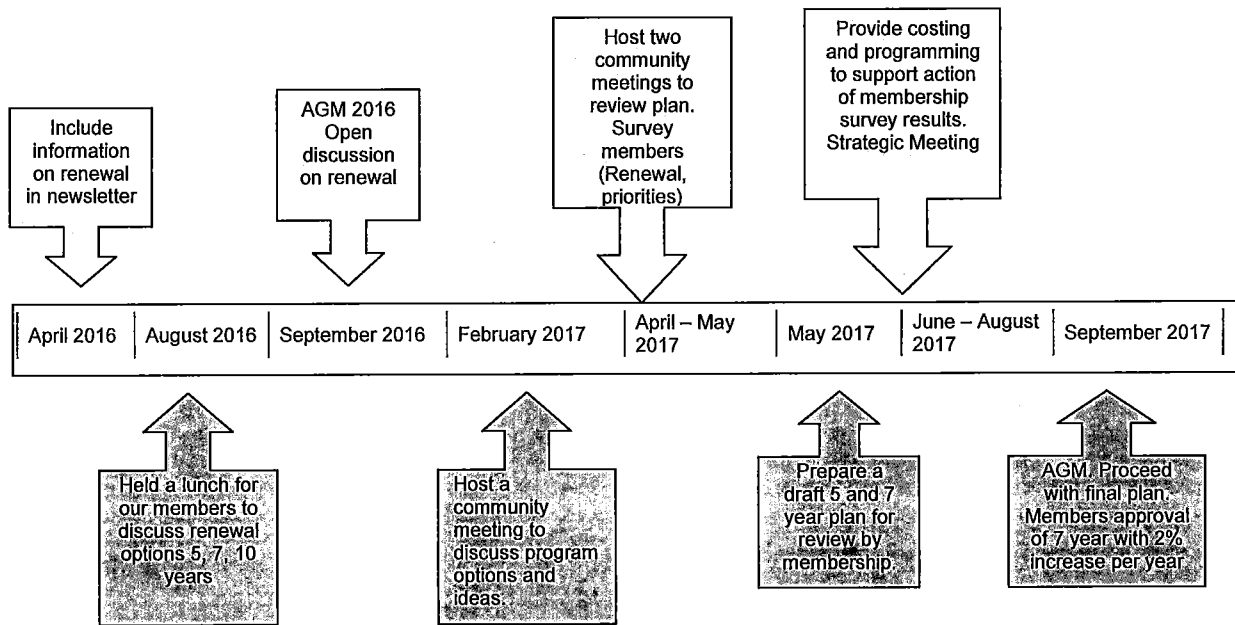 Include
information
on renewal
in newsletter
AGM 2016
Open
discussion
on renewal
Host two
community
meetings to
review plan.
Survey
members
(Renewal,
priorities)
Provide costing
and programming
to support action
of membership
survey results.
Strategic Meeting
April 2016
August 2016
September 2016
February 2017
April – May
2017
May 2017
June – August
2017
September 2017
Held a lunch for
our members to
discuss renewal
options 5, 7, 10
years
Host a
community
meeting to
discuss program
options and
ideas.
Prepare a
draft 5 and 7
year plan for
review by
membership.
AGM. Proceed
with final plan.
Members approval
of 7 year with 2%
increase per year